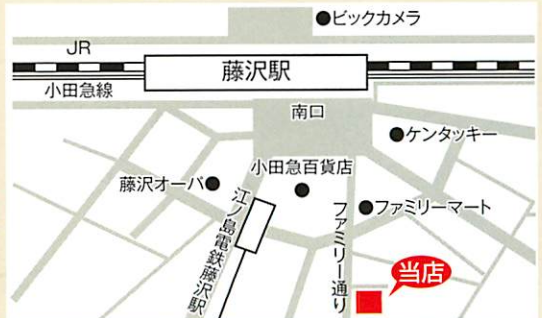 ビックカメラ
JR
藤沢駅
小田急線
南口
ケンタッキー
小田急百貨店
藤沢オーパ
江ノ島電鉄藤沢駅
ファミリー通り
ファミリーマート
当店